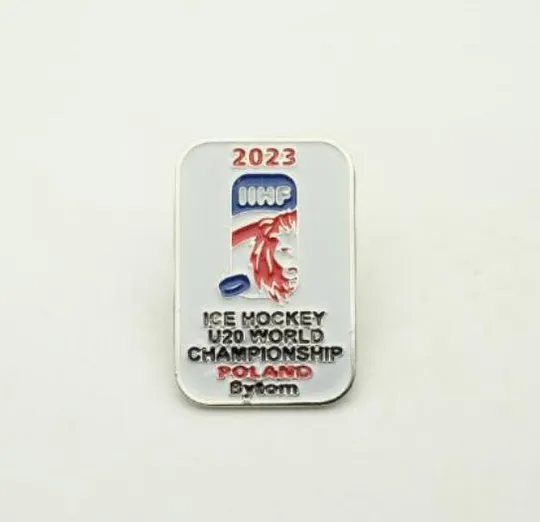 2023
IIHF
ICE HOCKEY
U20 WORLD
CHAMPIONSHIP
POLAND
Bytom